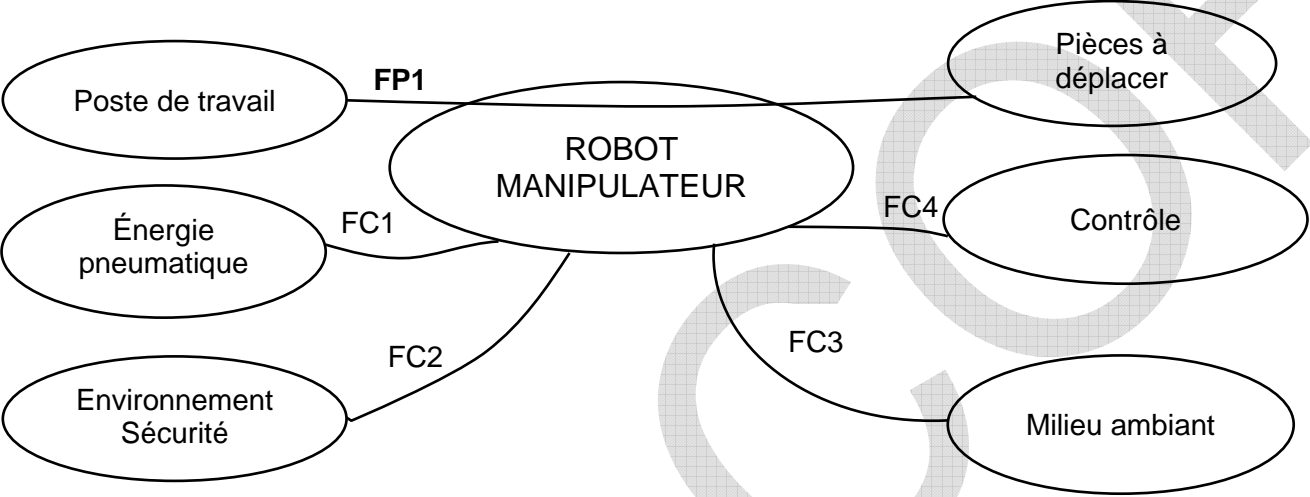 Pièces à
déplacer
FP1
Poste de travail
ROBOT
MANIPULATEUR
FC4
Contrôle
FC1
Énergie
pneumatique
FC3
FC2
Environnement
Sécurité
Milieu ambiant